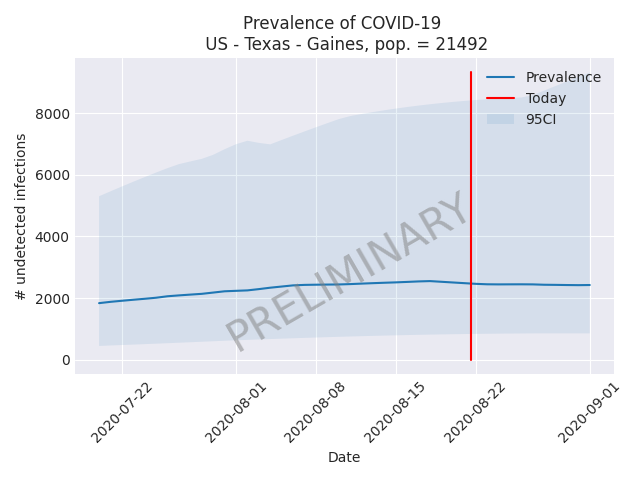 Prevalence of COVID-19
US - Texas - Gaines, pop. = 21492
# undetected infections
8000
6000
4000
2000
0
Prevalence
Today
95CI
PRELIMINARY
2020-07-22
2020-08-01
2020-08-08
2020-08-15
2020-08-22
2020-09-01
Date